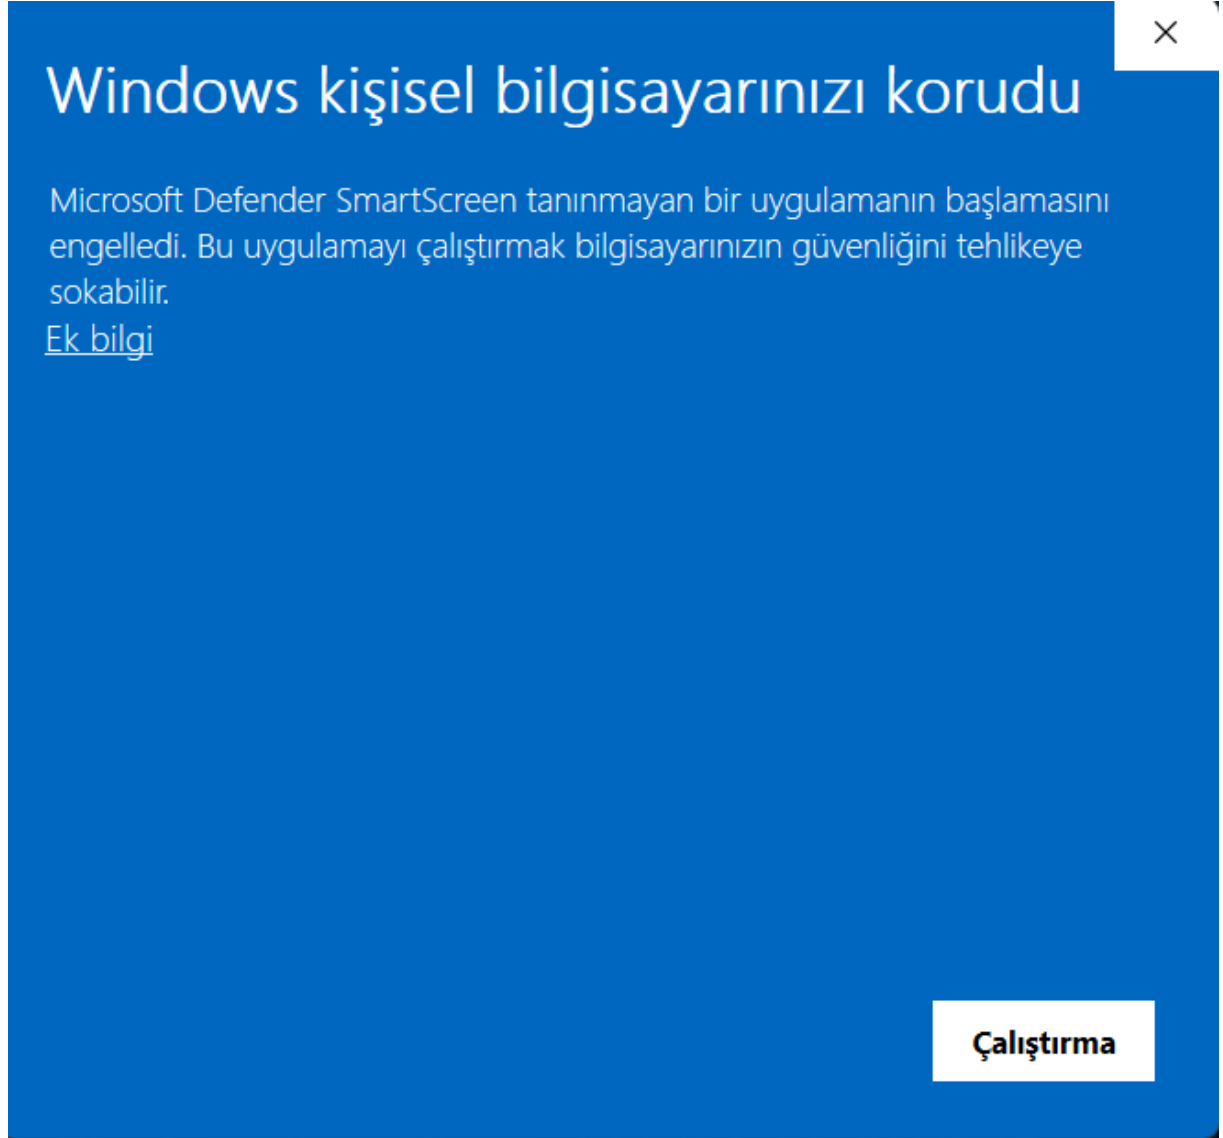 Windows kişisel bilgisayarınızı korudu
Microsoft Defender SmartScreen tanınmayan bir uygulamanın başlamasını
engelledi. Bu uygulamayı çalıştırmak bilgisayarınızın güvenliğini tehlikeye
sokabilir.
Ek bilgi
Çalıştırma